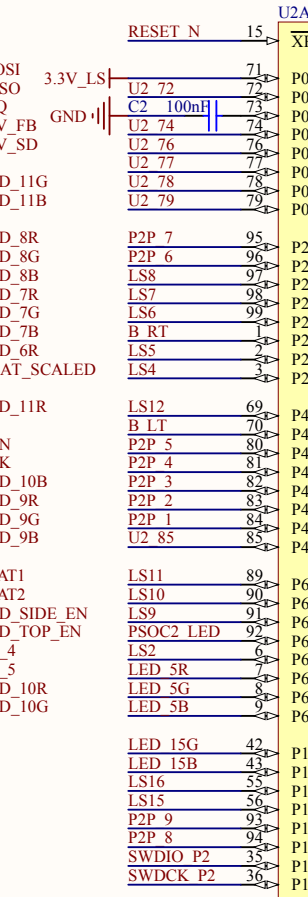 U2A
RESET_N 15 XI
OSI 3.3V_LS 71 P0
SO U2_72 72 P0
Q C2 100nF 73 P0
GND
V_FB U2_74 74 P0
V_SD U2_76 76 P0
U2_77 77 P0
D_11G U2_78 78 P0
D_11B U2_79 79 P0
D_8R P2P_7 95 P2
D_8G P2P_6 96 P2
D_8B LS8 97 P2
D_7R LS7 98 P2
D_7G LS6 99 P2
D_7B B_RT 1 P2
D_6R LS5 2 P2
AT_SCALED LS4 3 P2
D_11R LS12 69 P4
B_LT 70 P4
N P2P_5 80 P4
K P2P_4 81 P4
D_10B P2P_3 82 P4
D_9R P2P_2 83 P4
D_9G P2P_1 84 P4
D_9B U2_85 85 P4
AT1 LS11 89 P6
AT2 LS10 90 P6
D_SIDE_EN LS9 91 P6
D_TOP_EN PSOC2_LED 92 P6
_4 LS2 6 P6
_5 LED_5R 7 P6
D_10R LED_5G 8 P6
D_10G LED_5B 9 P6
LED_15G 42 P1
LED_15B 43 P1
LS16 55 P1
LS15 56 P1
P2P_9 93 P1
P2P_8 94 P1
SWDIO_P2 35 P1
SWDCK_P2 36 P1